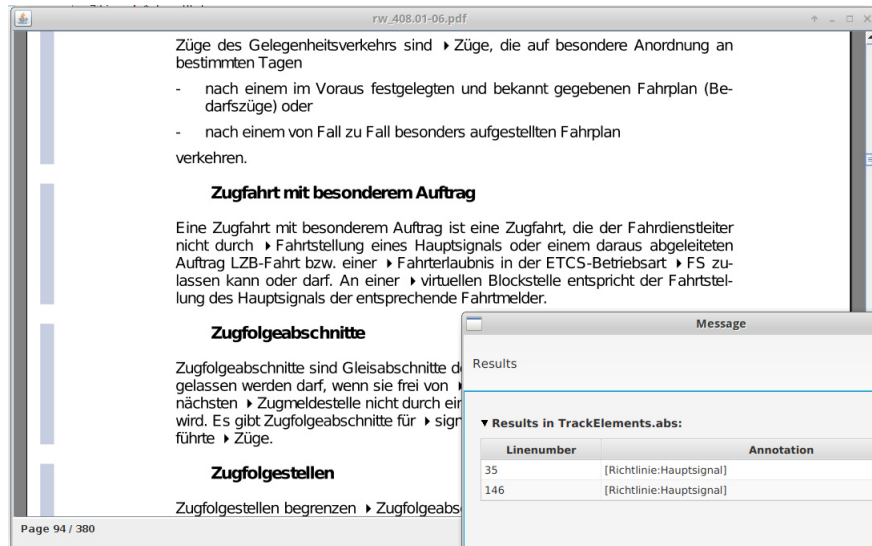 rw_408.01-06.pdf
Züge des Gelegenheitsverkehrs sind ▸ Züge, die auf besondere Anordnung an
bestimmten Tagen
- nach einem im Voraus festgelegten und bekannt gegebenen Fahrplan (Be-
darfszüge) oder
- nach einem von Fall zu Fall besonders aufgestellten Fahrplan
verkehren.
Zugfahrt mit besonderem Auftrag
Eine Zugfahrt mit besonderem Auftrag ist eine Zugfahrt, die der Fahrdienstleiter
nicht durch ▸ Fahrtstellung eines Hauptsignals oder einem daraus abgeleiteten
Auftrag LZB-Fahrt bzw. einer ▸ Fahrterlaubnis in der ETCS-Betriebsart ▸ FS zu-
lassen kann oder darf. An einer ▸ virtuellen Blockstelle entspricht der Fahrtstel-
lung des Hauptsignals der entsprechende Fahrtmelder.
Zugfolgeabschnitte
Zugfolgeabschnitte sind Gleisabschnitte
gelassen werden darf, wenn sie frei von
nächsten ▸ Zugmeldestelle nicht durch
wird. Es gibt Zugfolgeabschnitte für ▸
führte ▸ Züge.
Zugfolgestellen
Zugfolgestellen begrenzen ▸
Page 94 / 380
Message
Results
▼ Results in TrackElements.abs:
Linenumber Annotation
35 [Richtlinie:Hauptsignal]
146 [Richtlinie:Hauptsignal]